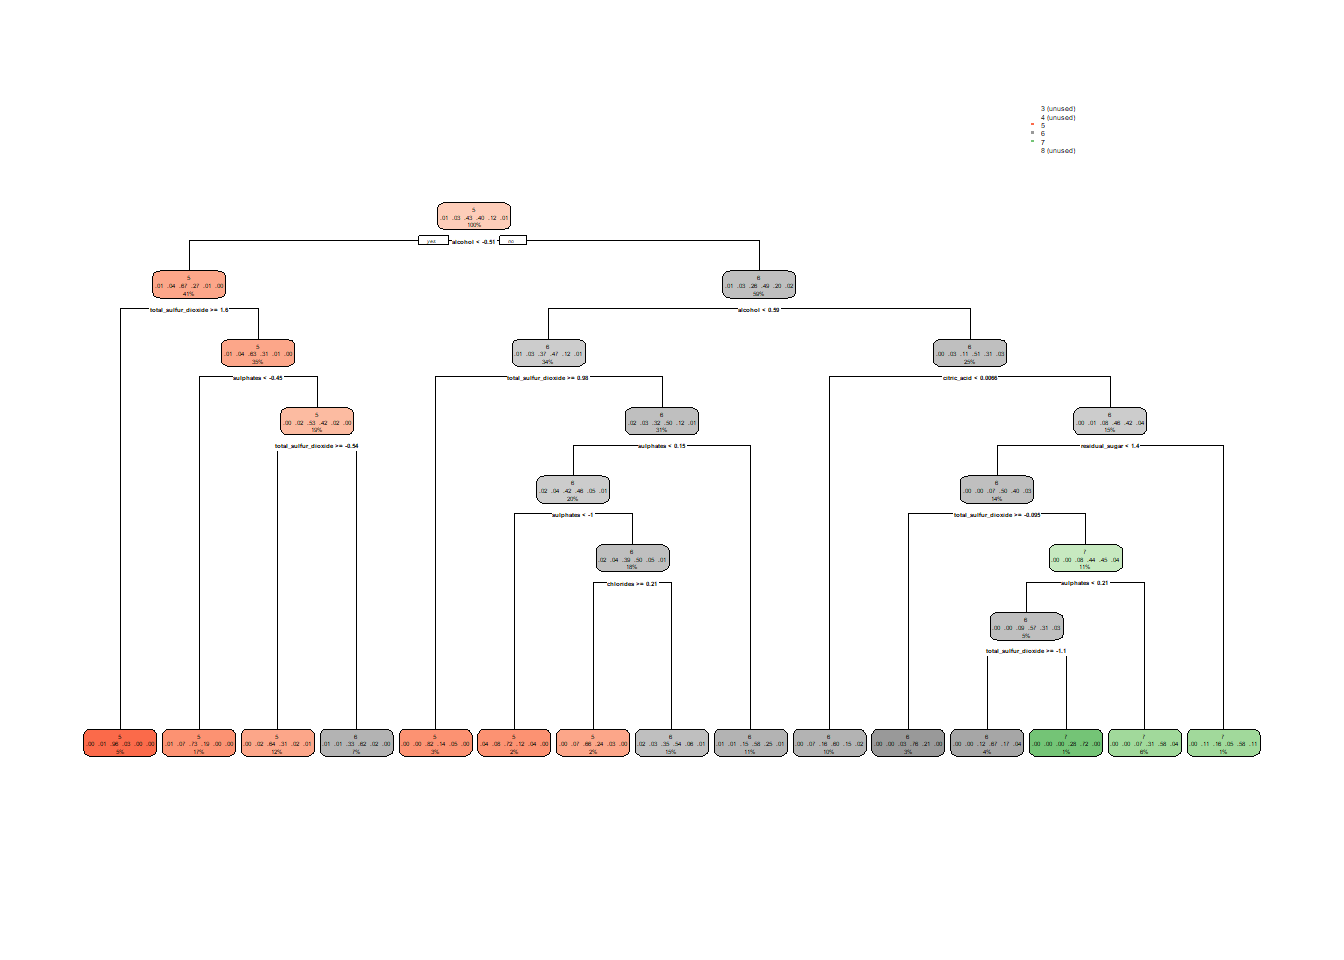 3 (unused)
4 (unused)
5
6
7
8 (unused)
5
.01 .03 .43 .40 .12 .01
100%
yes alcohol < -0.51 no
5
.01 .04 .67 .27 .01 .00
41%
6
.01 .03 .26 .49 .20 .02
59%
total_sulfur_dioxide >= 1.6
alcohol < 0.59
5
.01 .04 .63 .31 .01 .00
35%
6
.01 .03 .37 .47 .12 .01
34%
6
.00 .03 .11 .51 .31 .03
25%
sulphates < -0.45
total_sulfur_dioxide >= 0.98
citric_acid < 0.0066
5
.00 .02 .53 .42 .02 .00
19%
6
.02 .03 .32 .50 .12 .01
31%
6
.00 .01 .08 .46 .42 .04
15%
total_sulfur_dioxide >= -0.54
sulphates < 0.15
residual_sugar < 1.4
6
.02 .04 .42 .46 .05 .01
20%
6
.00 .00 .07 .50 .40 .03
14%
sulphates < -1
total_sulfur_dioxide >= -0.095
6
.02 .04 .39 .50 .05 .01
18%
7
.00 .00 .08 .44 .45 .04
11%
chlorides >= 0.21
sulphates < 0.21
6
.00 .00 .09 .57 .31 .03
5%
total_sulfur_dioxide >= -1.1
5
.00 .01 .96 .03 .00 .00
5%
5
.01 .07 .73 .19 .00 .00
17%
5
.00 .02 .64 .31 .02 .01
12%
6
.01 .01 .33 .62 .02 .00
7%
5
.00 .00 .82 .14 .05 .00
3%
5
.04 .08 .72 .12 .04 .00
2%
5
.00 .07 .66 .24 .03 .00
2%
6
.02 .03 .35 .54 .06 .01
15%
6
.01 .01 .15 .58 .25 .01
11%
6
.00 .07 .16 .60 .15 .02
10%
6
.00 .00 .03 .76 .21 .00
3%
6
.00 .00 .12 .67 .17 .04
4%
7
.00 .00 .00 .28 .72 .00
1%
7
.00 .00 .07 .31 .58 .04
6%
7
.00 .11 .16 .05 .58 .11
1%